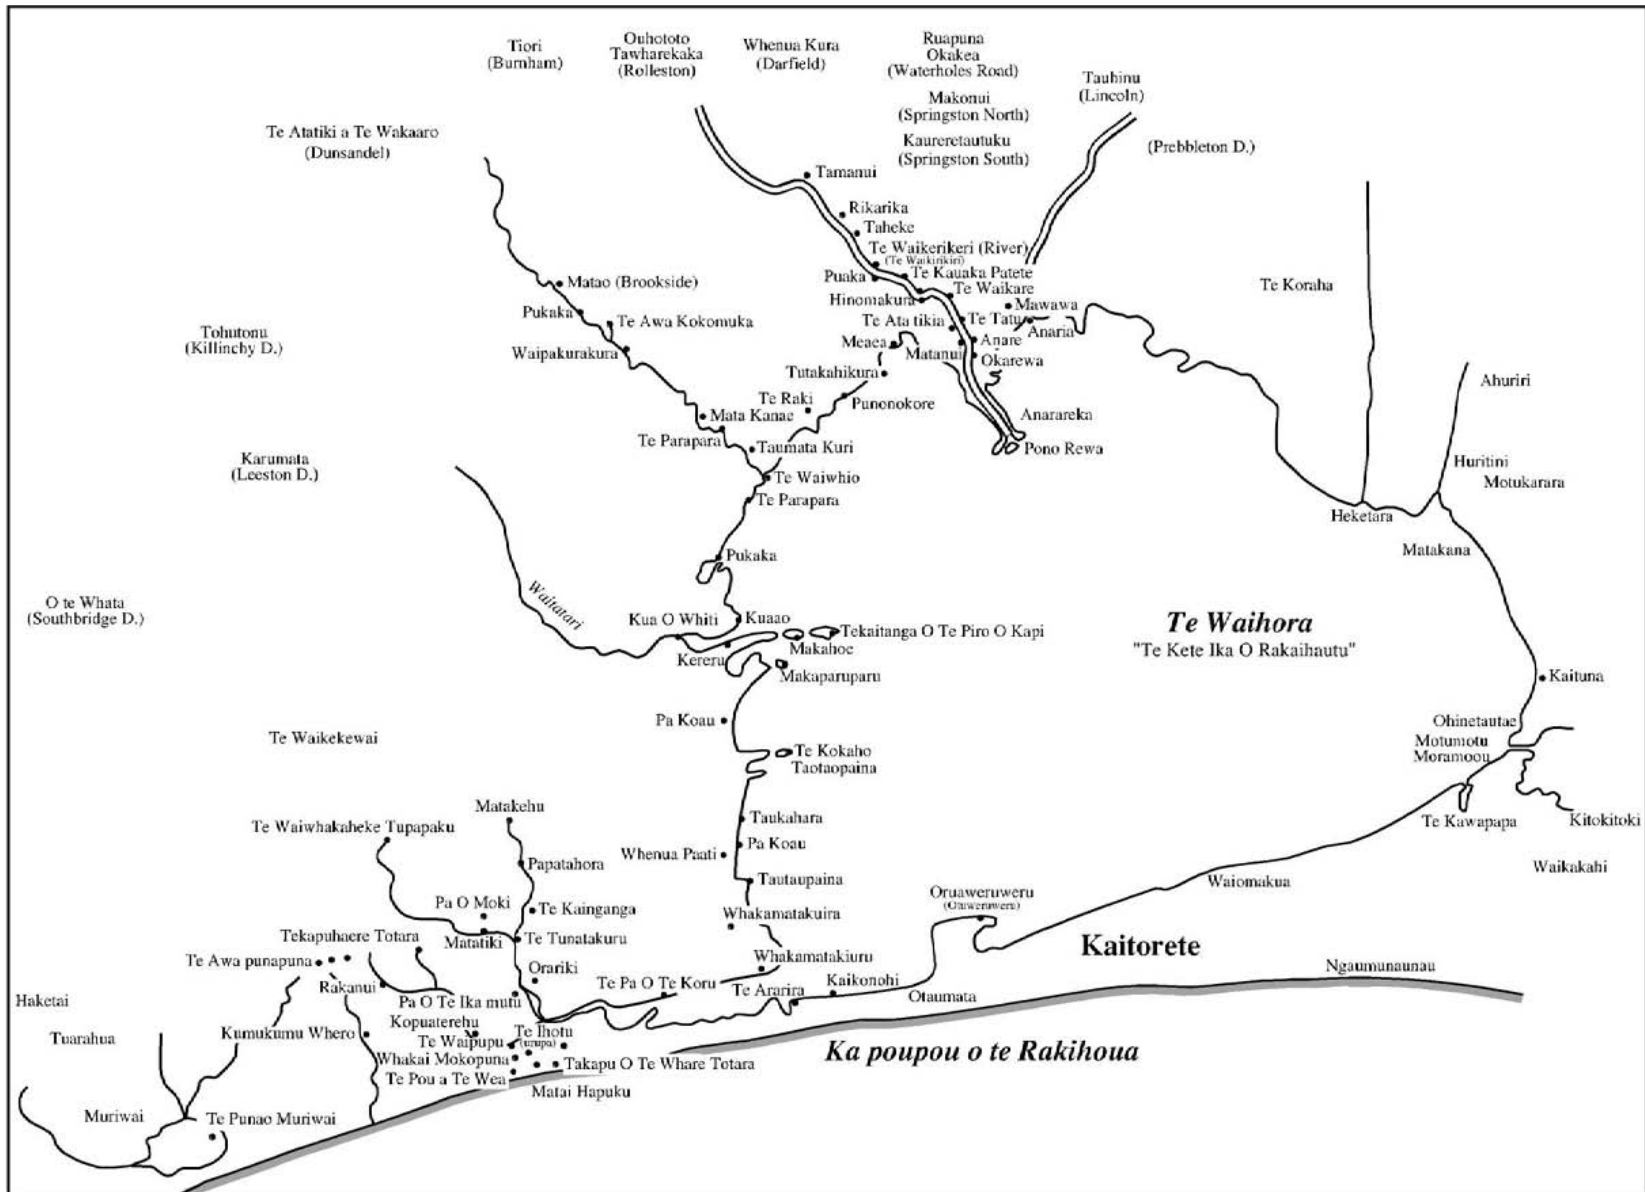 Tiori
(Burnham)
Ouhototo
Tawharekaka
(Rolleston)
Whenua Kura
(Darfield)
Ruapuna
Okakea
(Waterholes Road)
Makonui
(Springston North)
Kaureretautuku
(Springston South)
Tauhinu
(Lincoln)
(Prebbleton D.)
Te Atatiki a Te Wakaaro
(Dunsandel)
Tamanui
Rikarika
Taheke
Te Waikerikeri (River)
(Te Waikirikiri)
Puaka
Te Kauaka Patete
Te Waikare
Hinomakura
Mawawa
Te Ata tikia
Te Tatu
Anaria
Meaea
Matanui
Anare
Okarewa
Te Koraha
Matao (Brookside)
Pukaka
Te Awa Kokomuka
Waipakurakura
Tohutonu
(Killinchy D.)
Tutakahikura
Te Raki
Punonokore
Mata Kanae
Te Parapara
Taumata Kuri
Anarareka
Pono Rewa
Ahuriri
Huritini
Motukarara
Karumata
(Leeston D.)
Te Waiwhio
Te Parapara
Heketara
Matakana
Pukaka
Waitatari
O te Whata
(Southbridge D.)
Kua O Whiti
Kuaao
Tekaitanga O Te Piro O Kapi
Makahoe
Kereru
Makaparuparu
Te Waihora
"Te Kete Ika O Rakaihautu"
Kaituna
Pa Koau
Ohinetautae
Motumotu
Moramoou
Te Waikekewai
Te Kokaho
Taotaopaina
Matakehu
Te Waiwhakaheke Tupapaku
Taukahara
Pa Koau
Whenua Paati
Te Kawapapa
Kitokitoki
Waikakahi
Papatahora
Tautaupaina
Waiomakua
Pa O Moki
Te Kainganga
Whakamatakuira
Oruaweruweru
(Otuweruweru)
Tekapuhaere Totara
Matatiki
Te Tunatakuru
Kaitorete
Te Awa punapuna
Orariki
Whakamatakiuru
Ngaumunaunau
Rakanui
Te Pa O Te Koru
Te Ararira
Kaikonohi
Otaumata
Haketai
Pa O Te Ika mutu
Kopuaterehu
Tuarahua
Kumukumu Whero
Te Ihotu
(urupa)
Te Waipupu
Whakai Mokopuna
Takapu O Te Whare Totara
Te Pou a Te Wea
Matai Hapuku
Ka poupou o te Rakihoua
Muriwai
Te Punao Muriwai